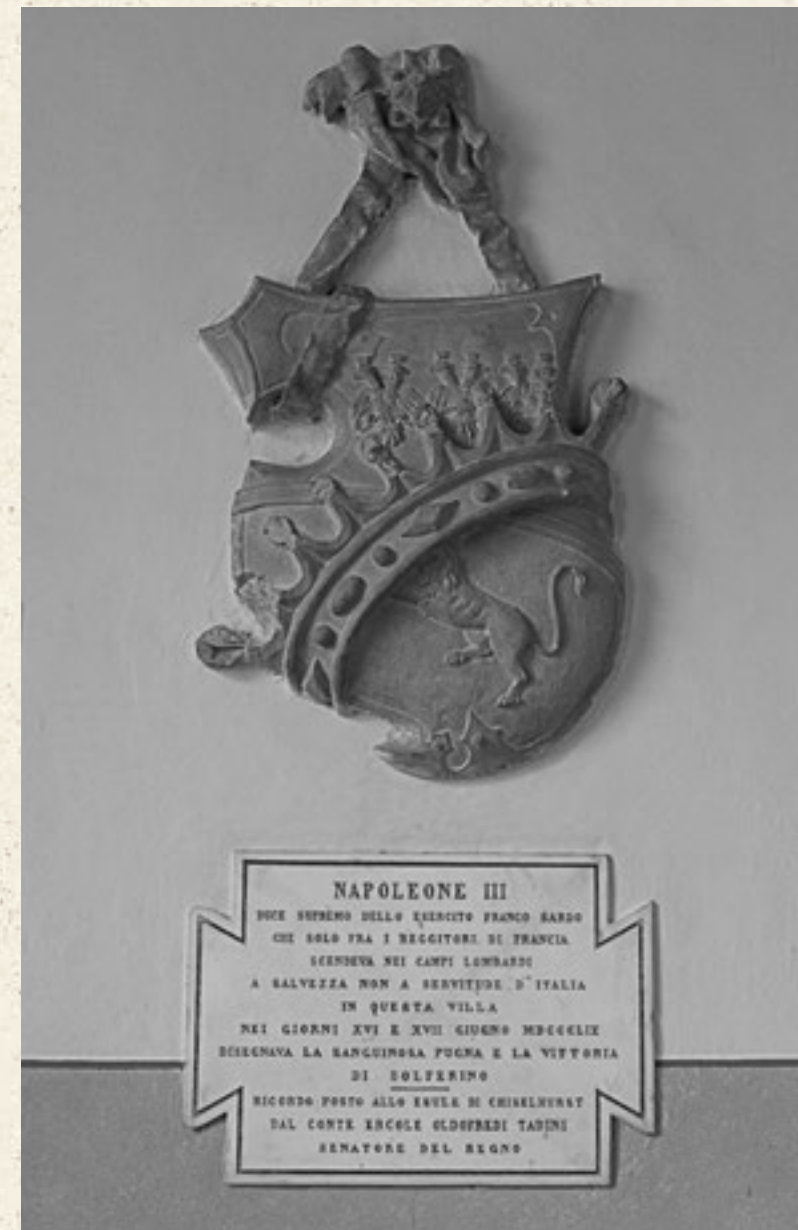 NAPOLEONE III
DUCE SUPREMO DELLO ESERCITO FRANCO SARDO
CHE SOLO FRA I REGGITORI DI FRANCIA
SCENDEVA NEI CAMPI LOMBARDI
A SALVEZZA NON A SERVITUDE D'ITALIA
IN QUESTA VILLA
NEI GIORNI XVI E XVII GIUGNO MDCCCLIX
DISEGNAVA LA SANGUINOSA PUGNA E LA VITTORIA
DI SOLFERINO
RICORDO POSTO ALLO ESULE DI CHISELHURST
DAL CONTE ERCOLE OLDOFREDI TADINI
SENATORE DEL REGNO